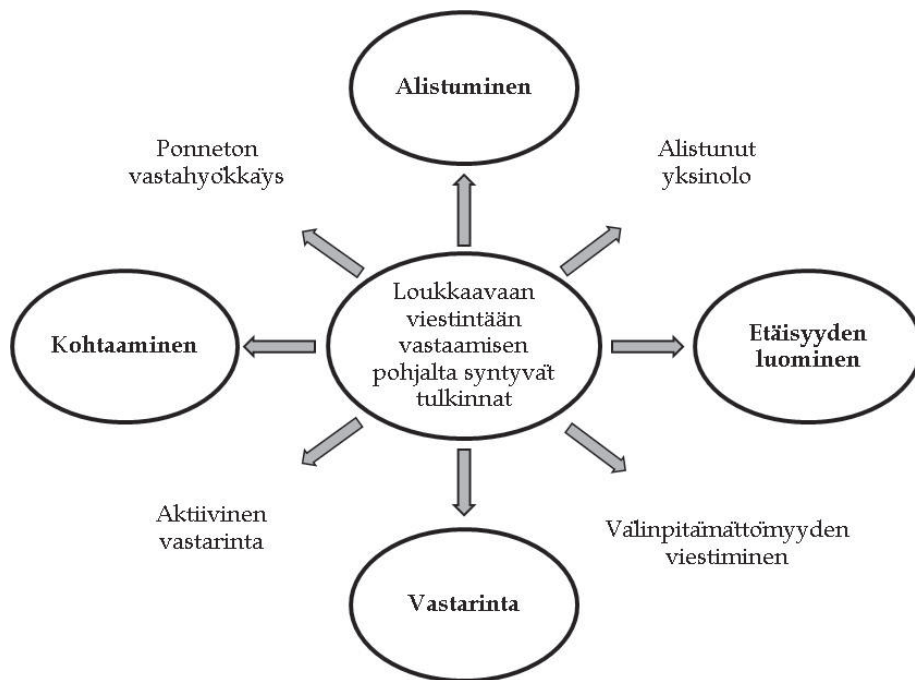 Alistuminen
Ponneton
vastahyökkäys
Alistunut
yksinolo
Loukkaavaan
viestintään
vastaamisen
pohjalta syntyvät
tulkinnat
Kohtaaminen
Etäisyyden
luominen
Aktiivinen
vastarinta
Välinpitämättömyyden
viestiminen
Vastarinta